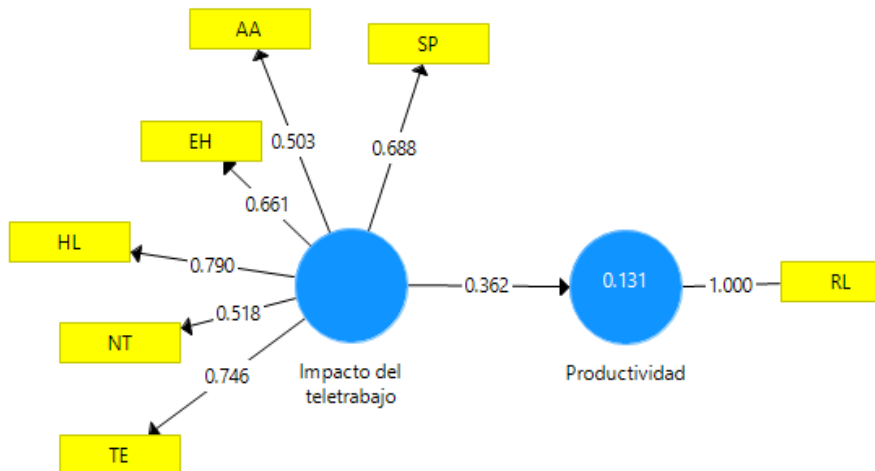 AA
SP
0.503
EH
0.688
0.661
HL
0.790
0.362
0.131
1.000
RL
NT
0.518
0.746
Impacto del
teletrabajo
Productividad
TE